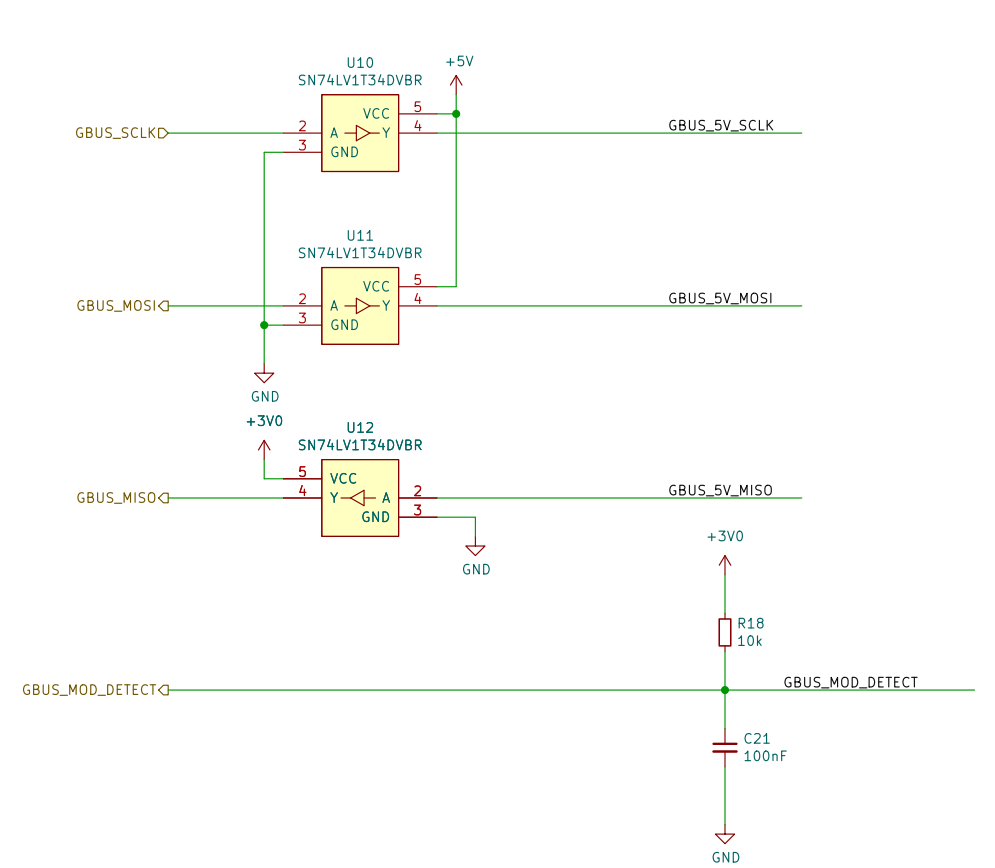 U10
SN74LV1T34DVBR
+5V
VCC 5
GBUS_SCLK 2 A Y 4 GBUS_5V_SCLK
3 GND
U11
SN74LV1T34DVBR
VCC 5
GBUS_MOSI 2 A Y 4 GBUS_5V_MOSI
3 GND
GND
+3V0
U12
SN74LV1T34DVBR
5 VCC
GBUS_MISO 4 Y A 2 GBUS_5V_MISO
GND 3
GND
+3V0
R18
10k
GBUS_MOD_DETECT GBUS_MOD_DETECT
C21
100nF
GND